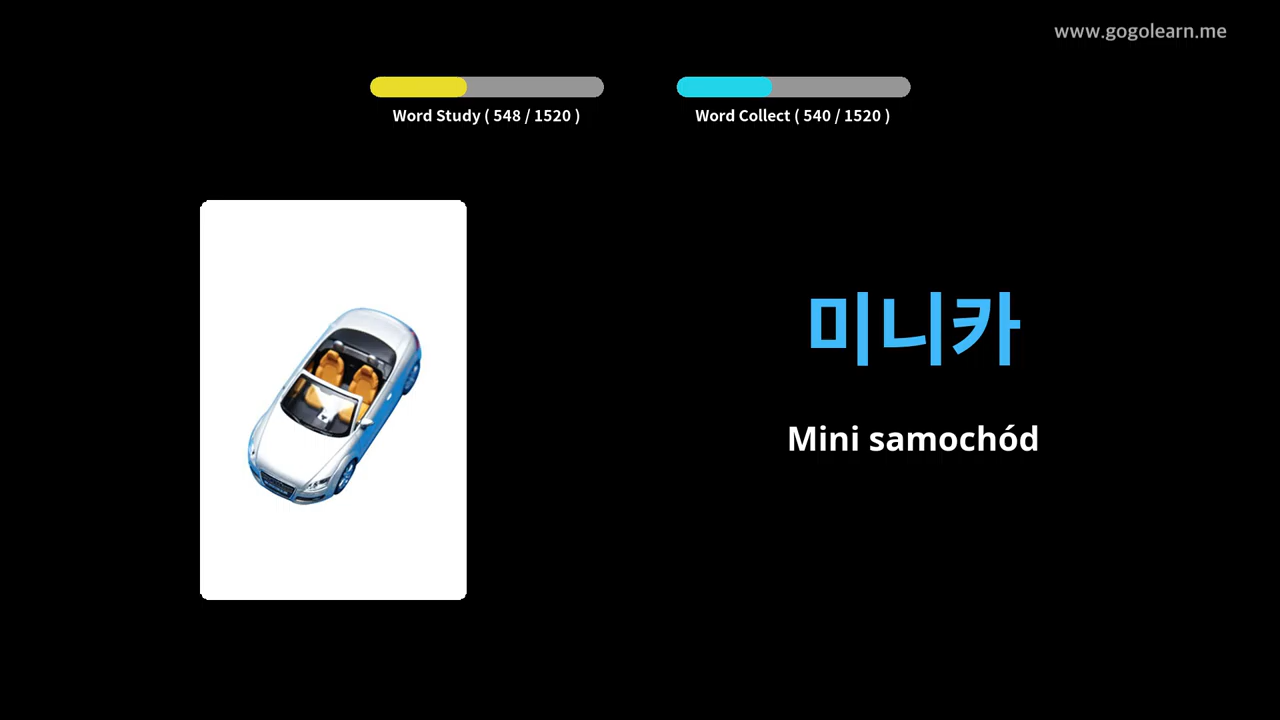 www.gogolearn.me
Word Study ( 548 / 1520 )
Word Collect ( 540 / 1520 )
미니카
Mini samochód